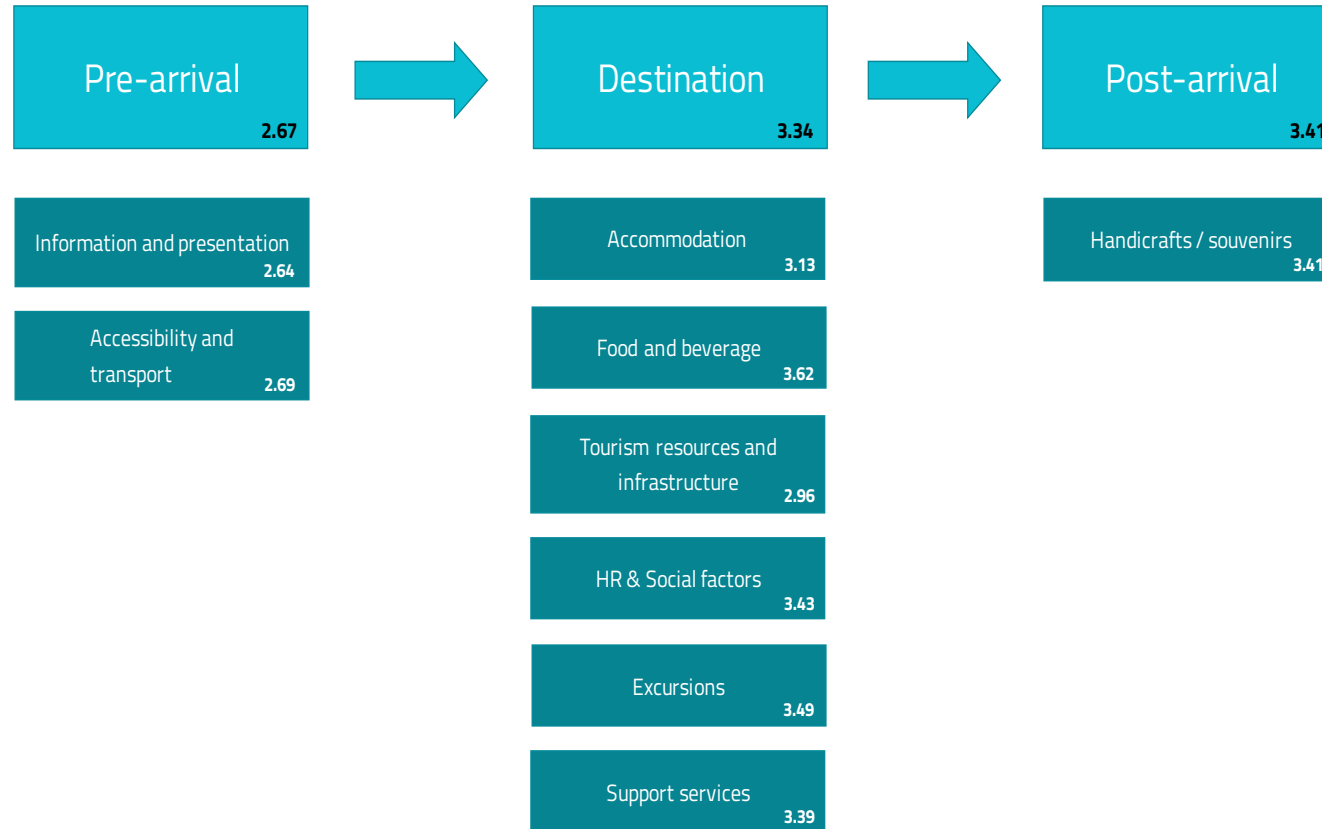 Pre-arrival
2.67
Destination
3.34
Post-arrival
3.41
Information and presentation
2.64
Accessibility and
transport
2.69
Accommodation
3.13
Food and beverage
3.62
Tourism resources and
infrastructure
2.96
HR & Social factors
3.43
Excursions
3.49
Support services
3.39
Handicrafts / souvenirs
3.41